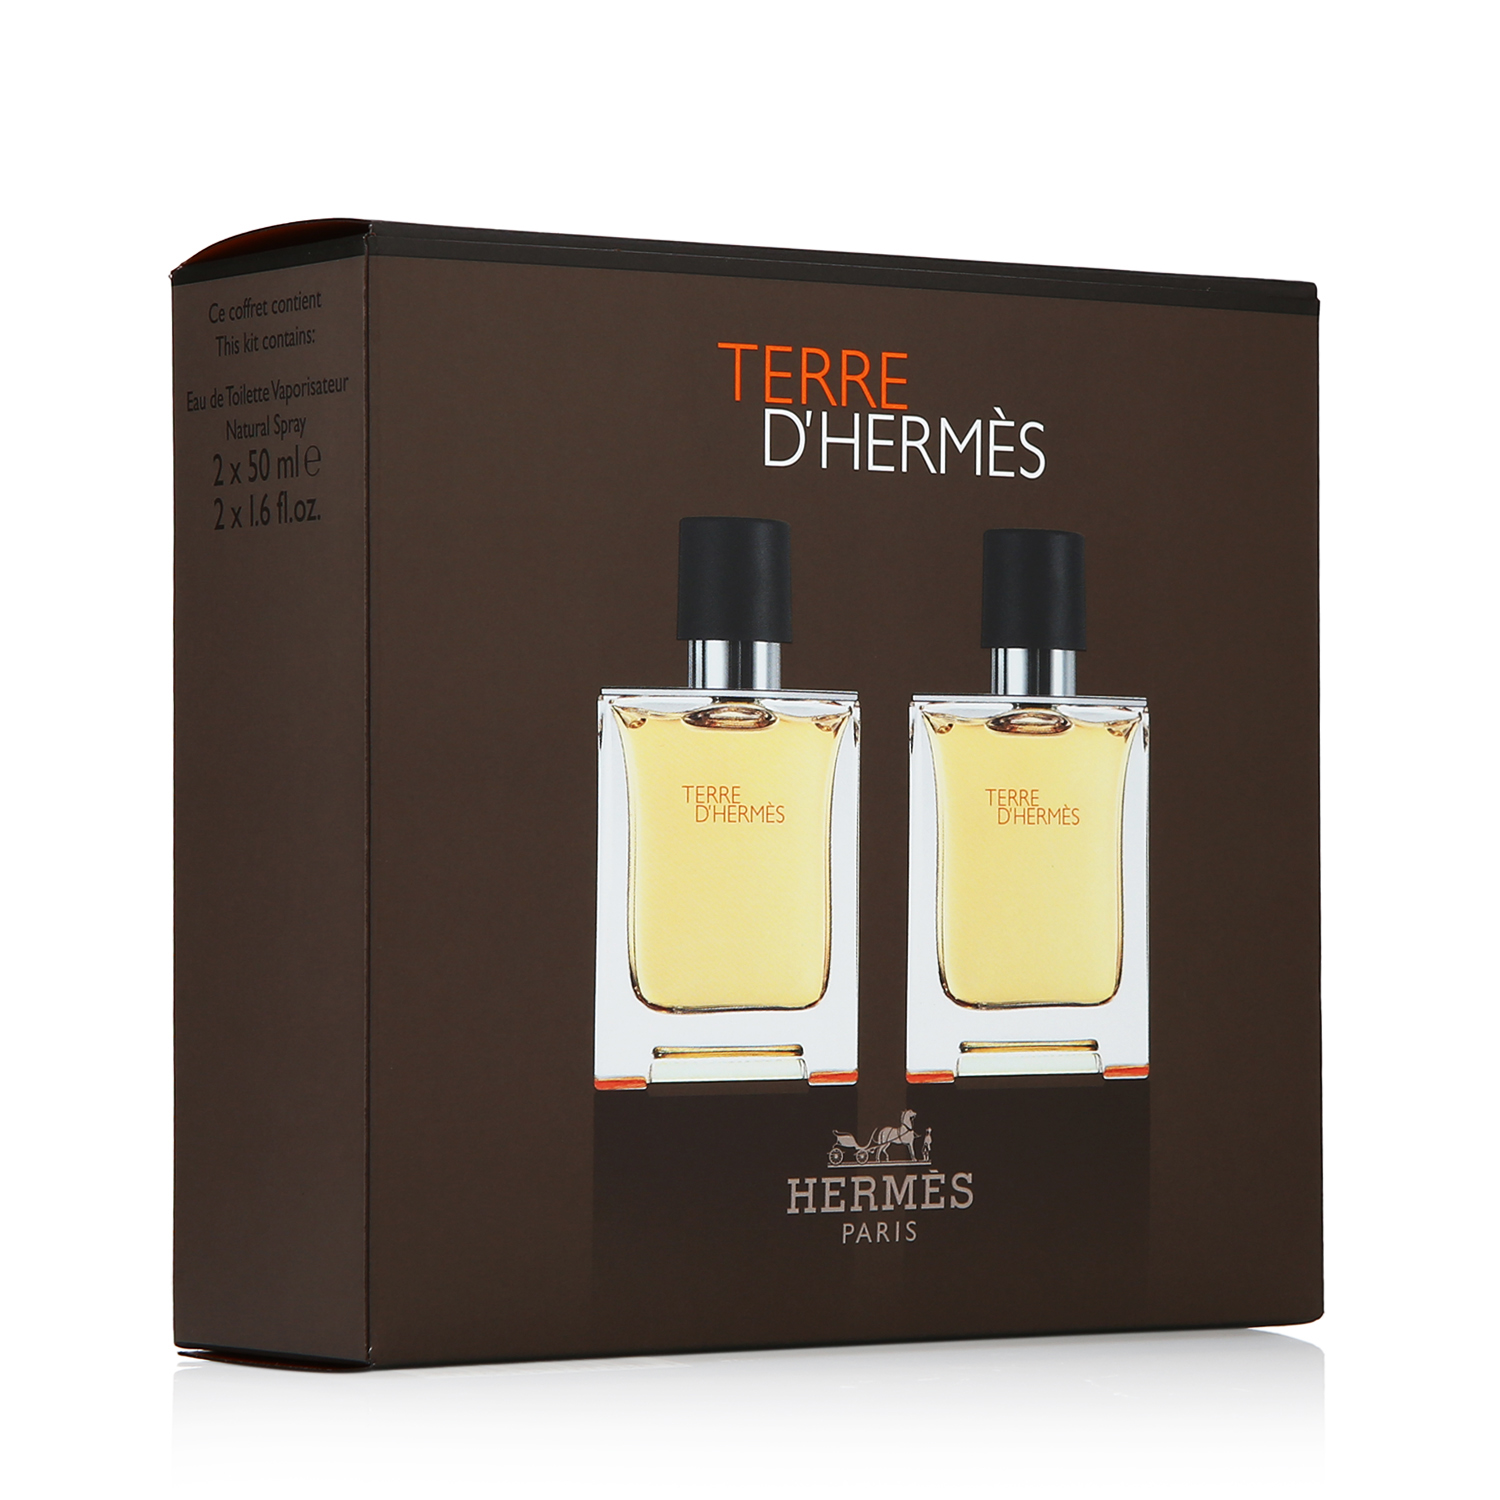 Ce coffret contient
This kit contains:
Eau de Toilette Vaporisateur
Natural Spray
2 x 50 ml ℮
2 x 1.6 fl.oz.
TERRE
D'HERMÈS
TERRE
D'HERMÈS
TERRE
D'HERMÈS
HERMÈS
PARIS